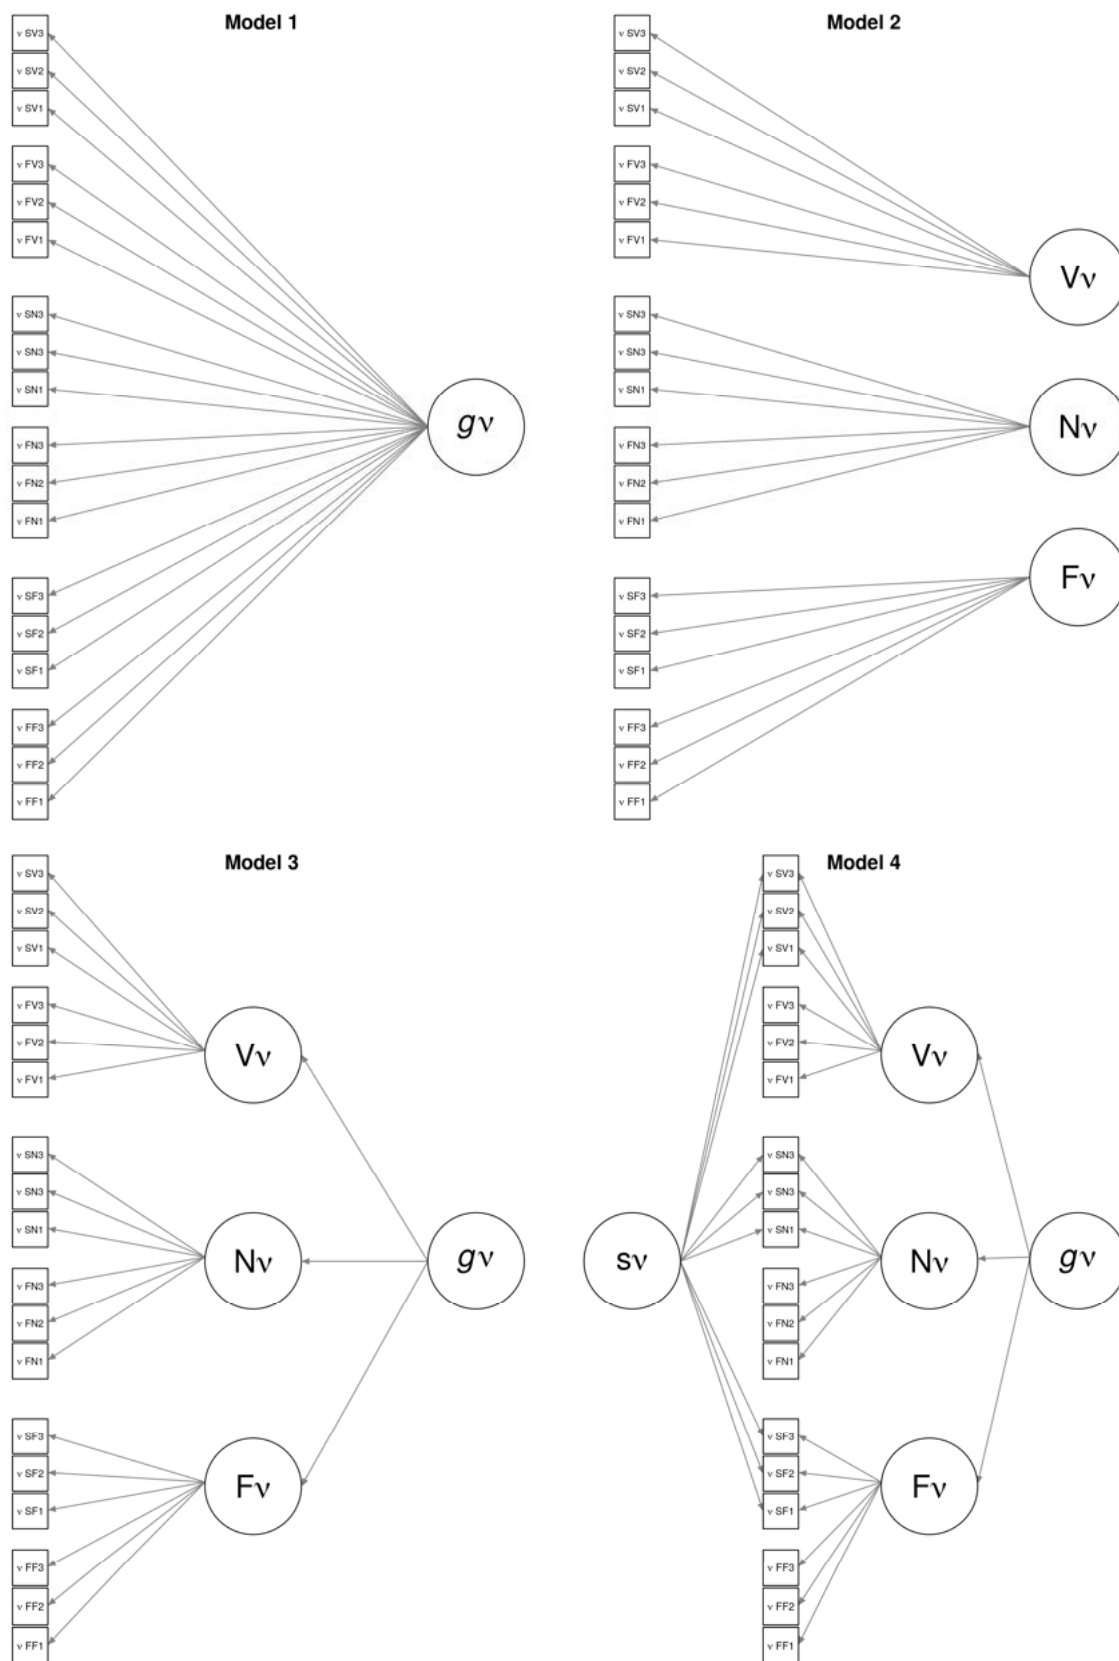 Model 1
ν SV3
ν SV2
ν SV1
ν FV3
ν FV2
ν FV1
ν SN3
ν SN3
ν SN1
ν FN3
ν FN2
ν FN1
ν SF3
ν SF2
ν SF1
ν FF3
ν FF2
ν FF1
gν
Model 2
ν SV3
ν SV2
ν SV1
ν FV3
ν FV2
ν FV1
ν SN3
ν SN3
ν SN1
ν FN3
ν FN2
ν FN1
ν SF3
ν SF2
ν SF1
ν FF3
ν FF2
ν FF1
Vν
Nν
Fν
Model 3
ν SV3
ν SV2
ν SV1
ν FV3
ν FV2
ν FV1
ν SN3
ν SN3
ν SN1
ν FN3
ν FN2
ν FN1
ν SF3
ν SF2
ν SF1
ν FF3
ν FF2
ν FF1
Vν
Nν
Fν
gν
Model 4
sν
ν SV3
ν SV2
ν SV1
ν FV3
ν FV2
ν FV1
ν SN3
ν SN3
ν SN1
ν FN3
ν FN2
ν FN1
ν SF3
ν SF2
ν SF1
ν FF3
ν FF2
ν FF1
Vν
Nν
Fν
gν